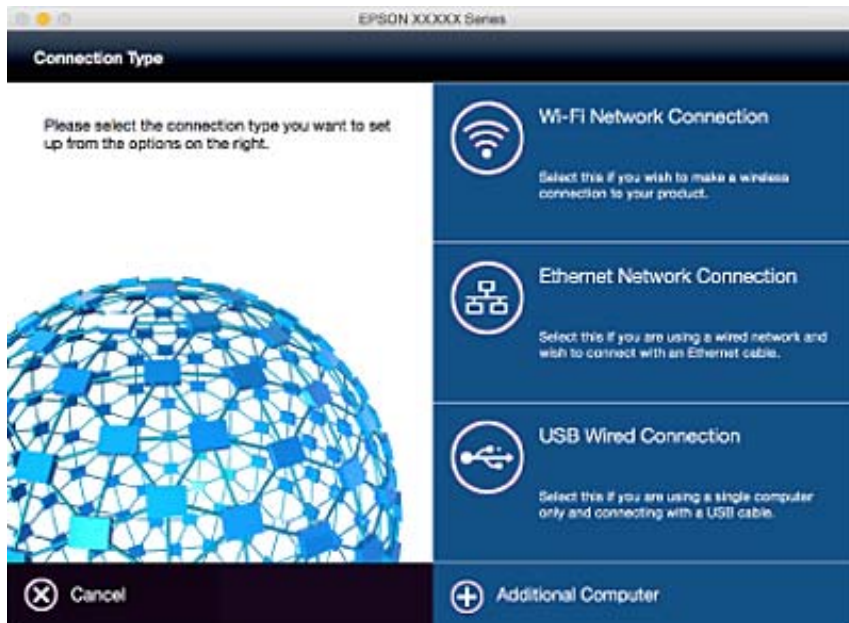 EPSON XXXXX Series
Connection Type
Please select the connection type you want to set
up from the options on the right.
Wi-Fi Network Connection
Select this if you wish to make a wireless
connection to your product.
Ethernet Network Connection
Select this if you are using a wired network and
wish to connect with an Ethernet cable.
USB Wired Connection
Select this if you are using a single computer
only and connecting with a USB cable.
Cancel
Additional Computer